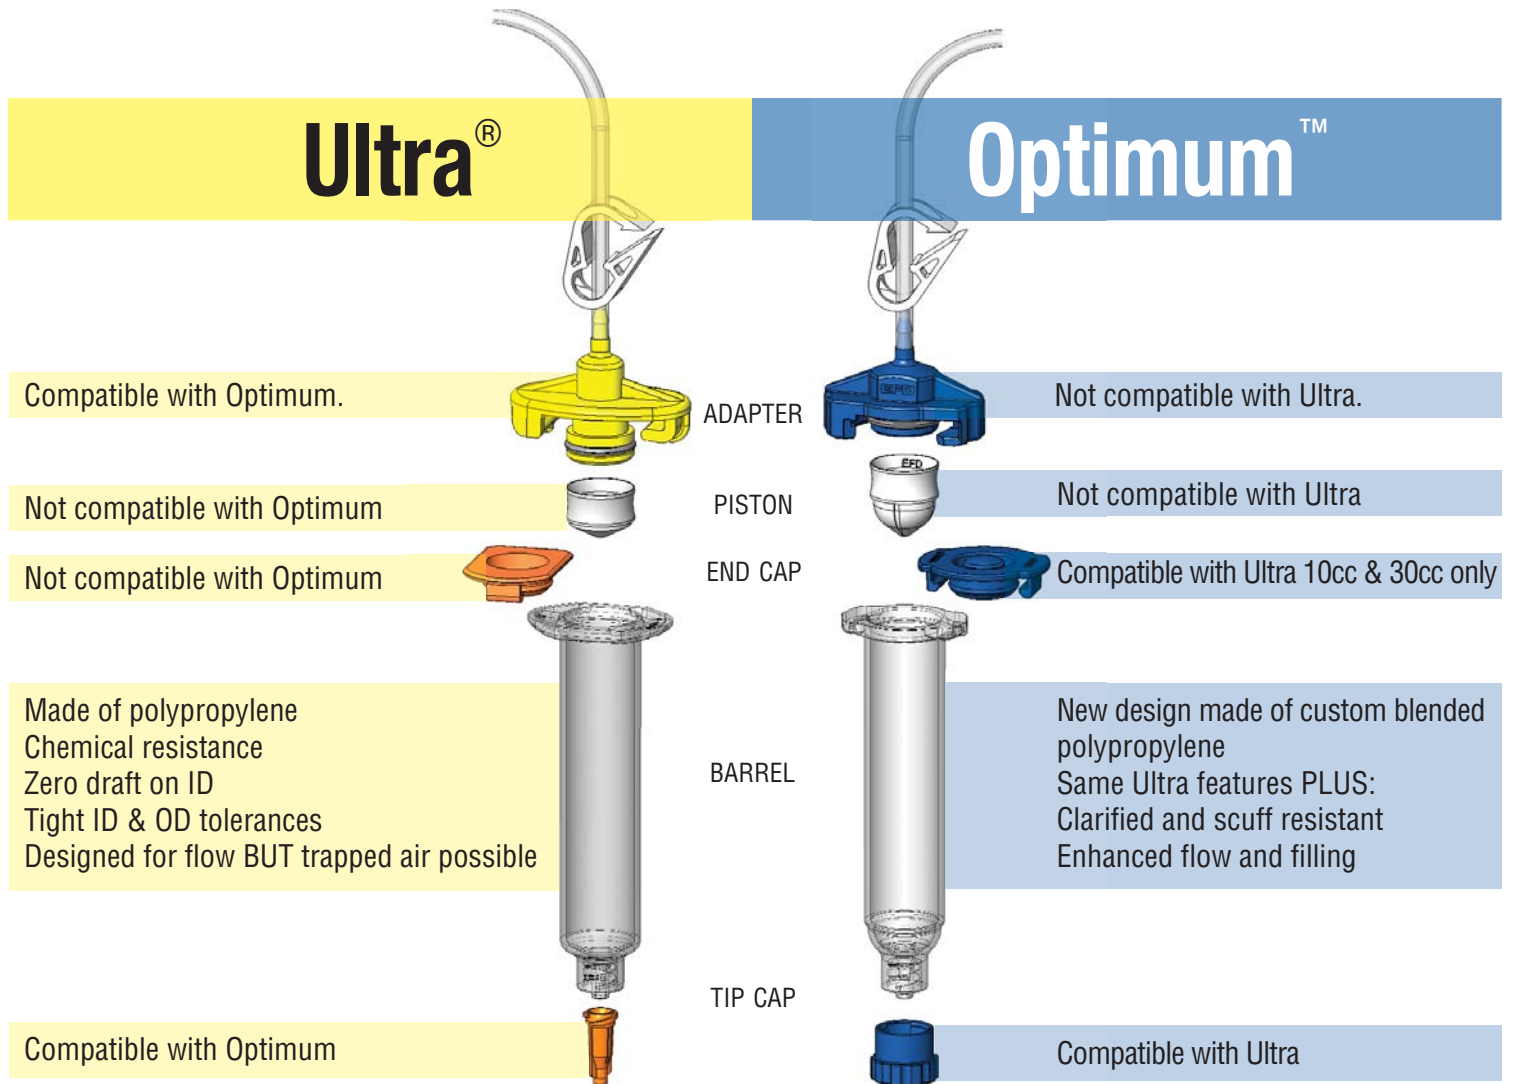 Ultra®
Optimum™
Compatible with Optimum.
ADAPTER
EFD
Not compatible with Ultra.
Not compatible with Optimum
PISTON
EFD
Not compatible with Ultra
Not compatible with Optimum
END CAP
Compatible with Ultra 10cc & 30cc only
Made of polypropylene
Chemical resistance
Zero draft on ID
Tight ID & OD tolerances
Designed for flow BUT trapped air possible
BARREL
New design made of custom blended
polypropylene
Same Ultra features PLUS:
Clarified and scuff resistant
Enhanced flow and filling
TIP CAP
Compatible with Optimum
Compatible with Ultra